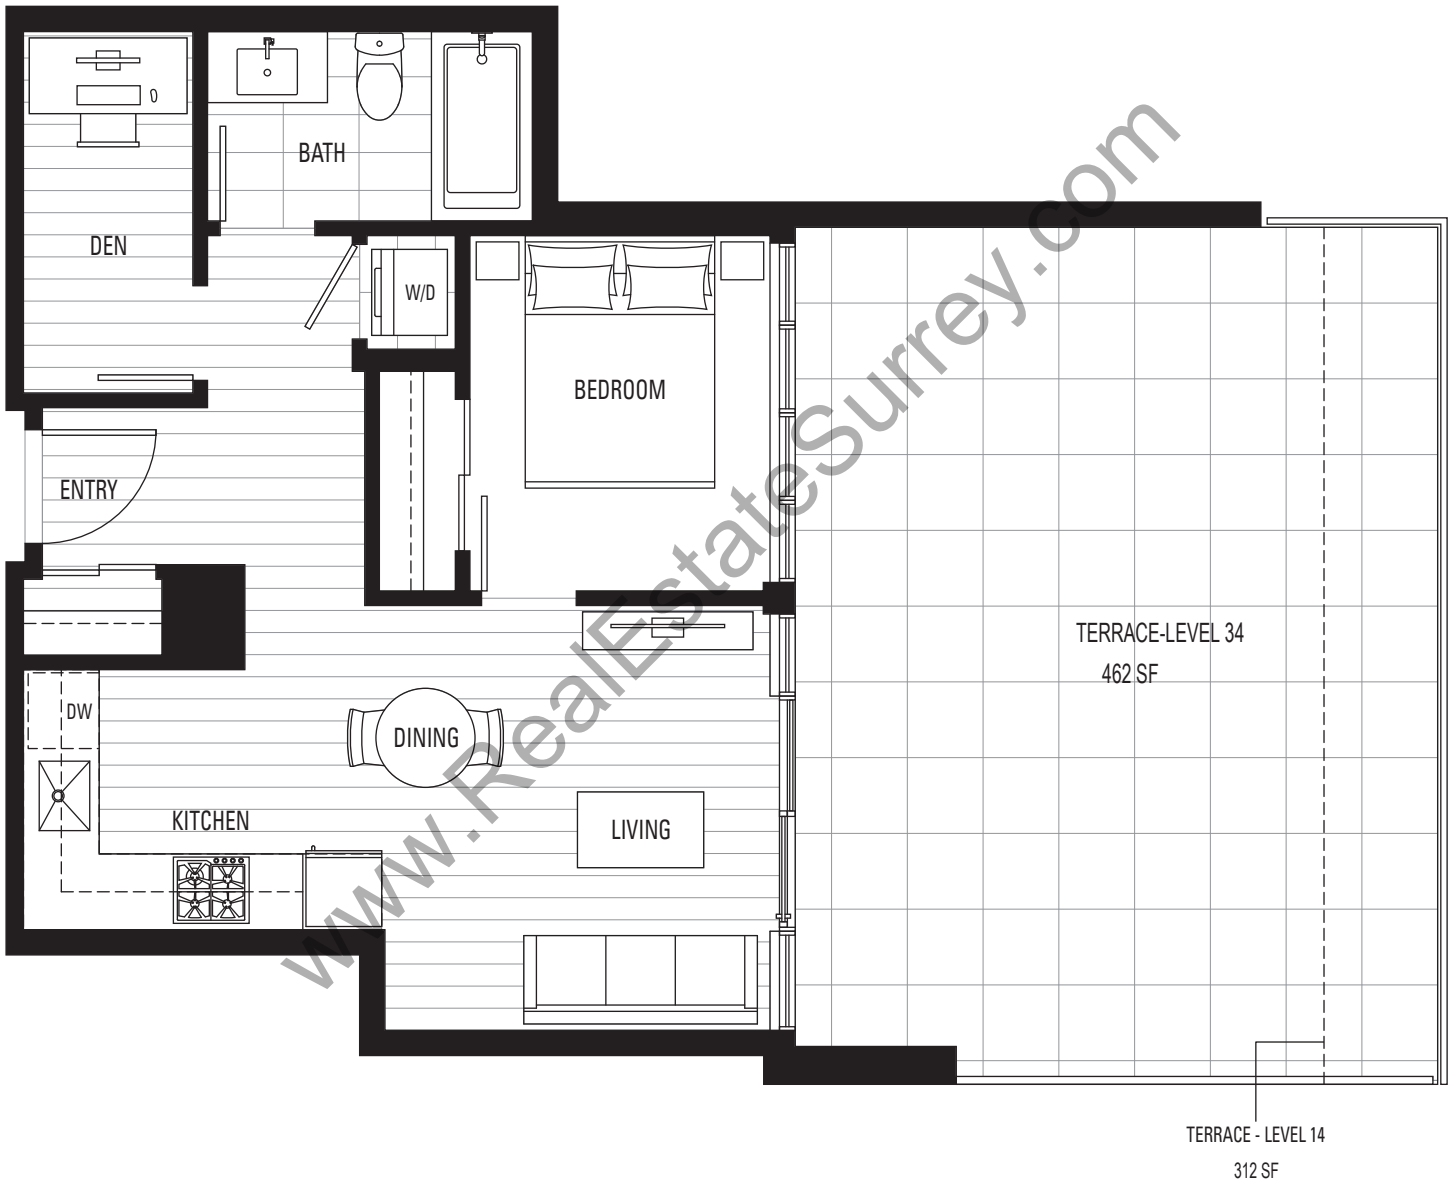 BATH
DEN
W/D
BEDROOM
ENTRY
TERRACE-LEVEL 34
462 SF
DW
DINING
KITCHEN
LIVING
www.RealEstateSurrey.com
TERRACE - LEVEL 14
312 SF